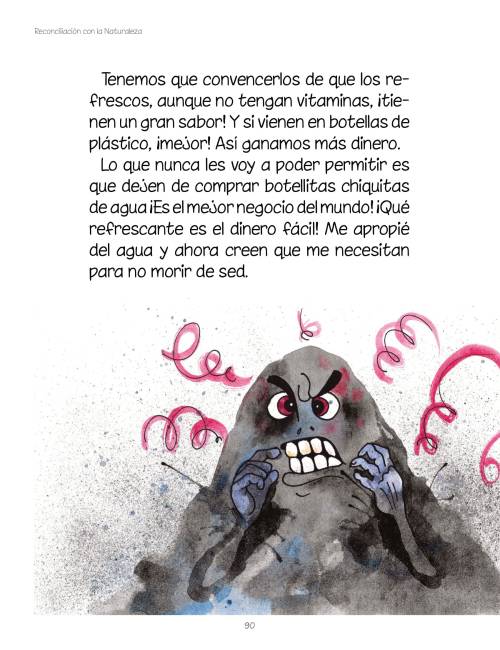 Reconciliación con la Naturaleza
Tenemos que convencerlos de que los re-
frescos, aunque no tengan vitaminas, ¡tie-
nen un gran sabor! Y si vienen en botellas de
plástico, ¡mejor! Así ganamos más dinero.
Lo que nunca les voy a poder permitir es
que dejen de comprar botellitas chiquitas
de agua ¡Es el mejor negocio del mundo! ¡Qué
refrescante es el dinero fácil! Me apropié
del agua y ahora creen que me necesitan
para no morir de sed.
90